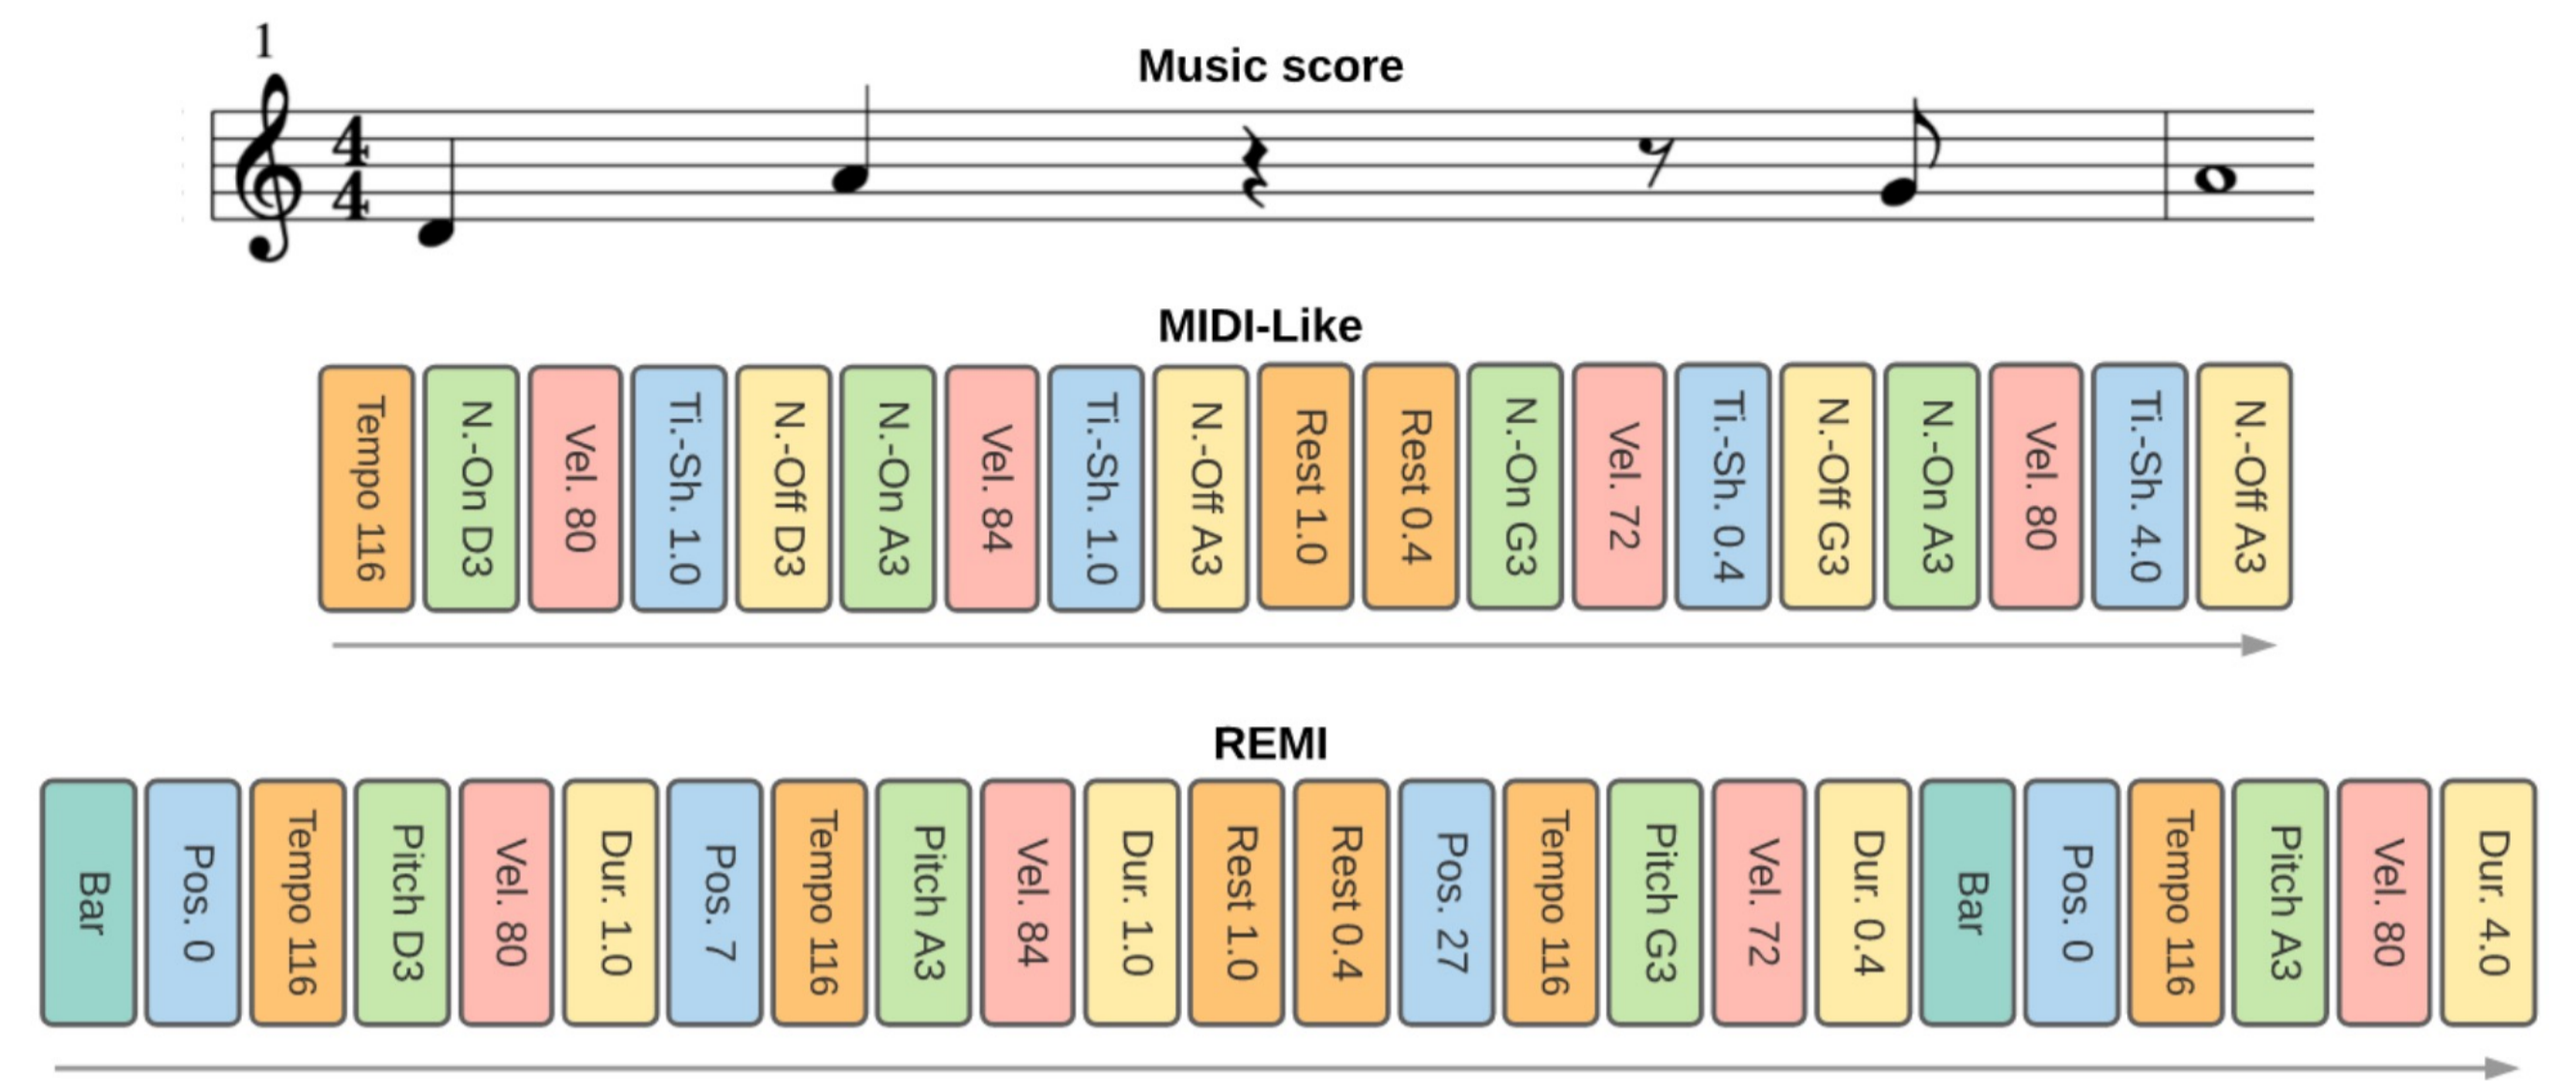 1
Music score
4
4
MIDI-Like
Tempo 116
N.-On D3
Vel. 80
Ti.-Sh. 1.0
N.-Off D3
N.-On A3
Vel. 84
Ti.-Sh. 1.0
N.-Off A3
Rest 1.0
Rest 0.4
N.-On G3
Vel. 72
Ti.-Sh. 0.4
N.-Off G3
N.-On A3
Vel. 80
Ti.-Sh. 4.0
N.-Off A3
REMI
Bar
Pos. 0
Tempo 116
Pitch D3
Vel. 80
Dur. 1.0
Pos. 7
Tempo 116
Pitch A3
Vel. 84
Dur. 1.0
Rest 1.0
Rest 0.4
Pos. 27
Tempo 116
Pitch G3
Vel. 72
Dur. 0.4
Bar
Pos. 0
Tempo 116
Pitch A3
Vel. 80
Dur. 4.0